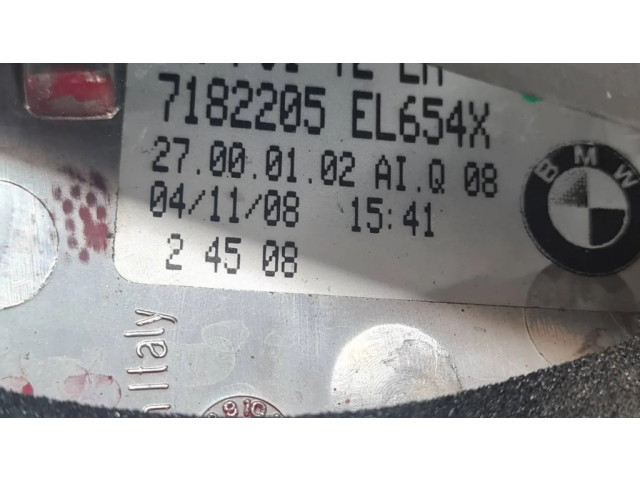 7182205 EL654X
27.00.01.02 AI.Q 08
04/11/08 15:41
2 45 08
BMW
Italy